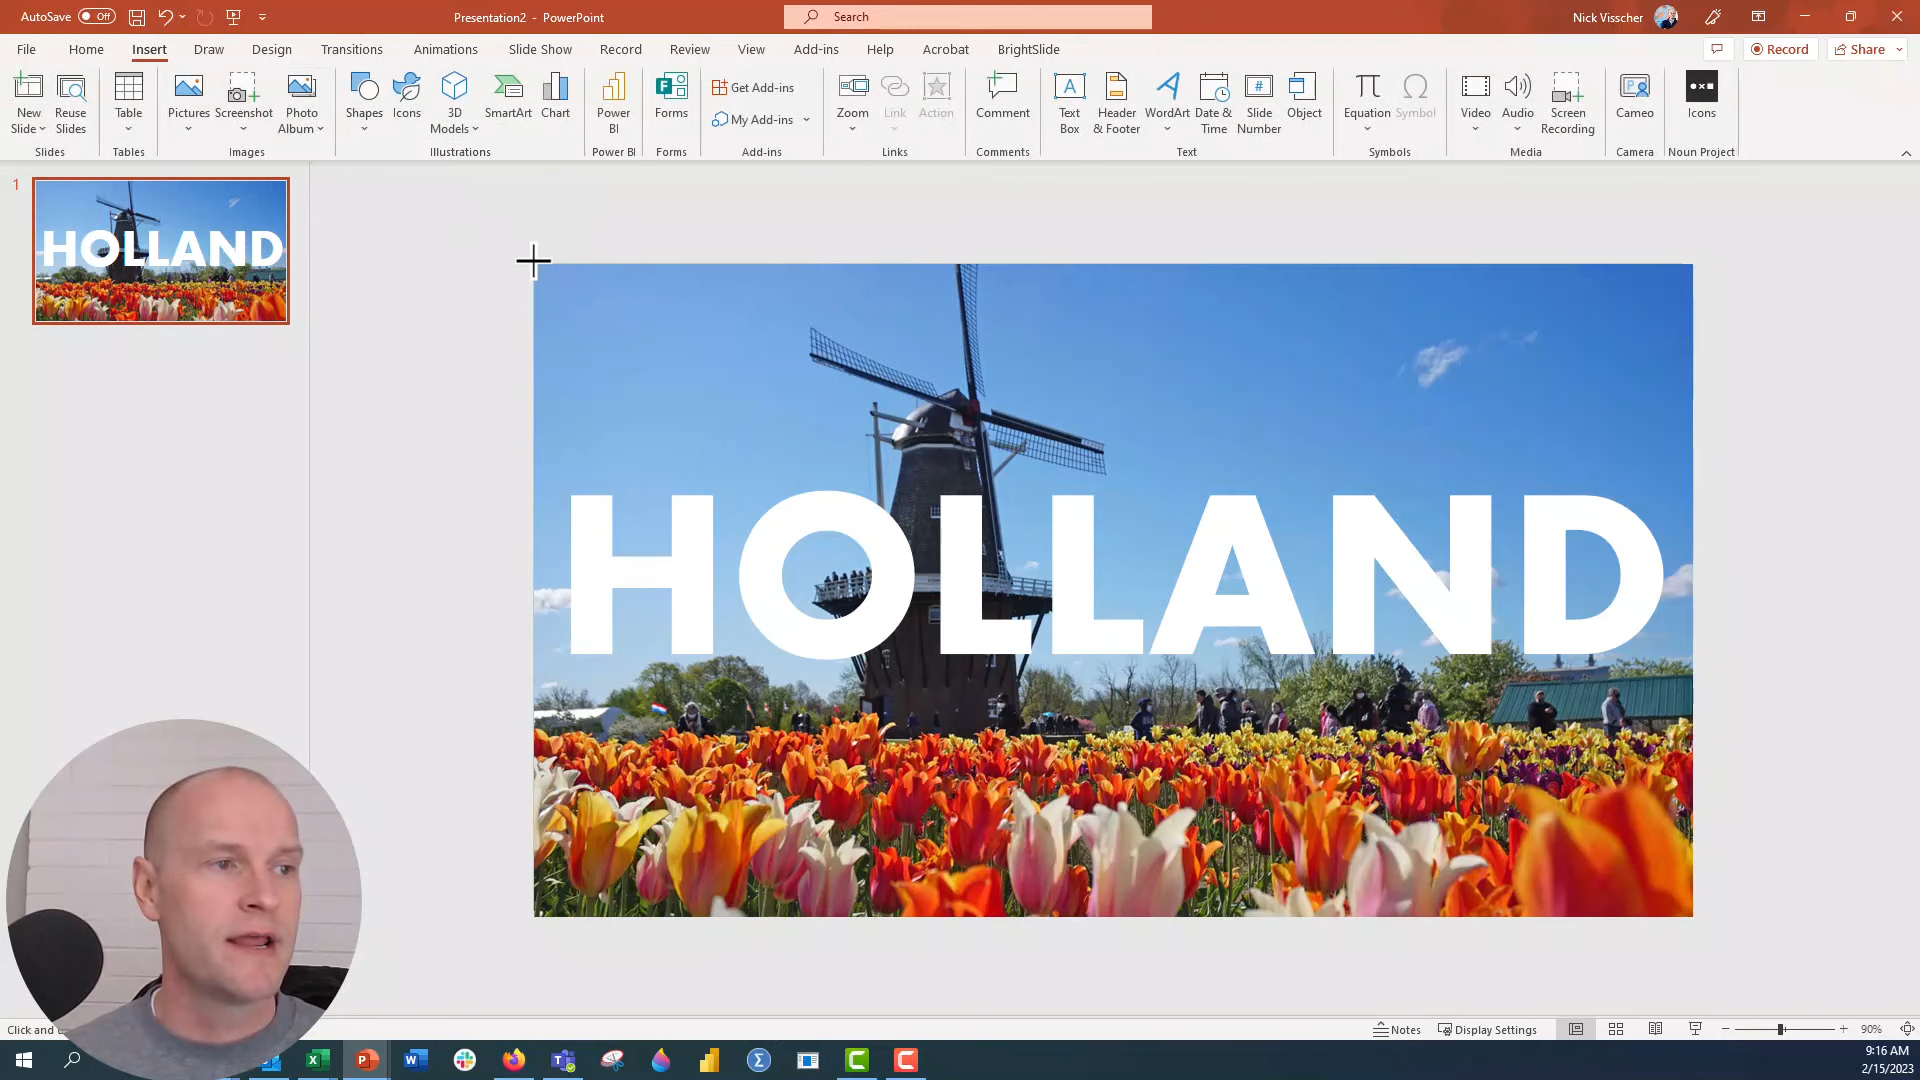 AutoSave Off
Presentation2 - PowerPoint
Search
Nick Visscher
File Home Insert Draw Design Transitions Animations Slide Show Record Review View Add-ins Help Acrobat BrightSlide
Record
Share
New Slide
Reuse Slides
Table
Pictures
Screenshot
Photo Album
Shapes
Icons
3D Models
SmartArt
Chart
Power BI
Forms
Get Add-ins
My Add-ins
Zoom
Link
Action
Comment
Text Box
Header & Footer
WordArt
Date & Time
Slide Number
Object
Equation
Symbol
Video
Audio
Screen Recording
Cameo
Icons
Slides Tables Images Illustrations Power BI Forms Add-ins Links Comments Text Symbols Media Camera Noun Project
1
HOLLAND
HOLLAND
Click and
Notes
Display Settings
90%
9:16 AM
2/15/2023